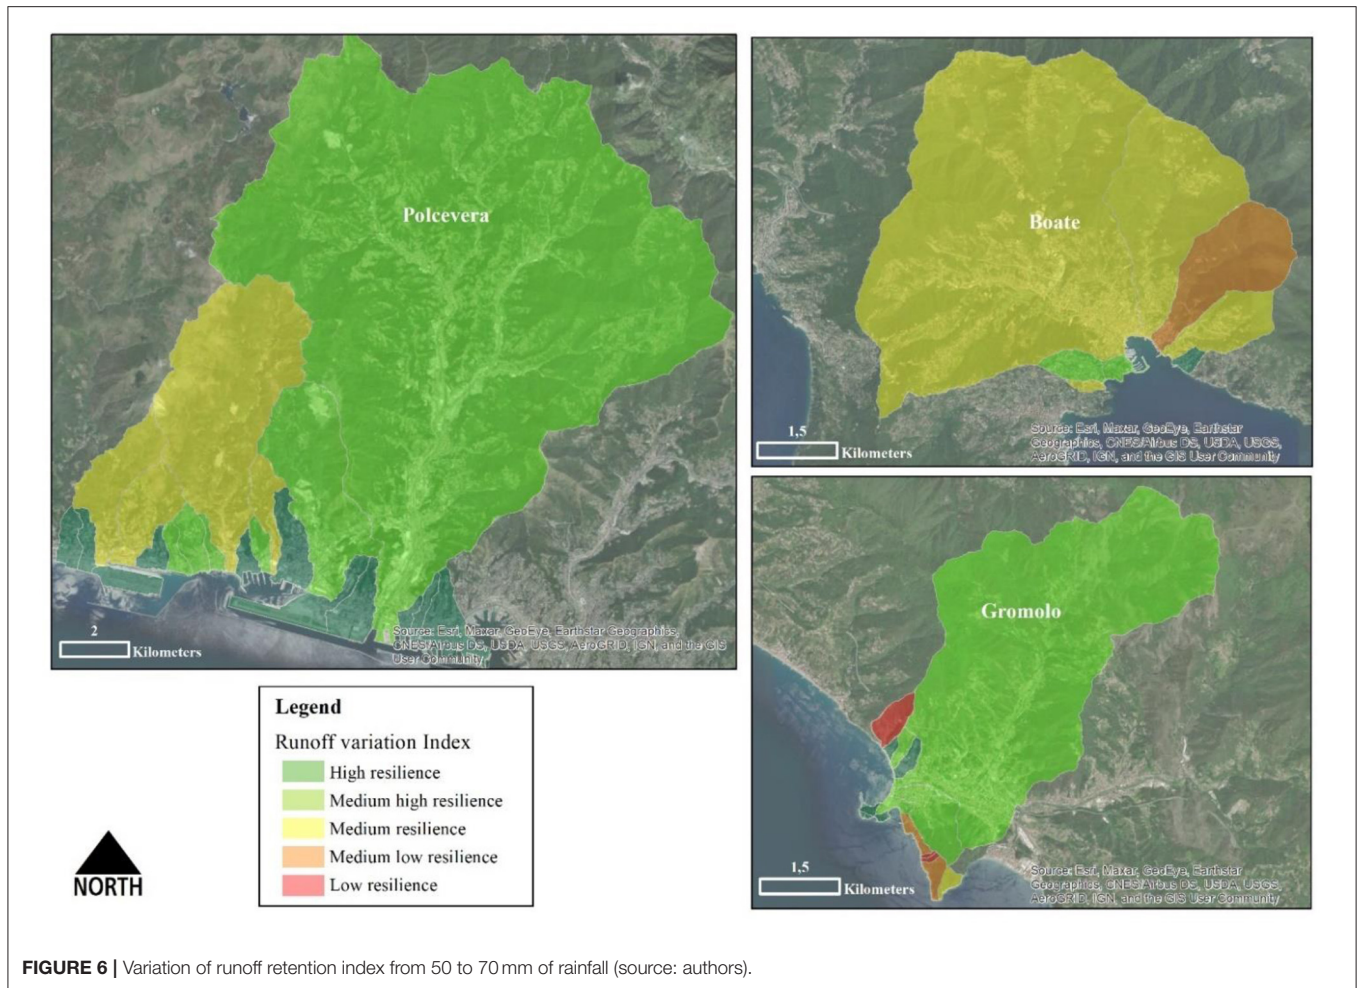 Polcevera
2
Kilometers
Source: Esri, Maxar, GeoEye, Earthstar Geographics,
CNES/Airbus DS, USDA, USGS, AeroGRID, IGN, and the GIS
User Community
Boate
1,5
Kilometers
Source: Esri, Maxar, GeoEye, Earthstar
Geographics, CNES/Airbus DS, USDA, USGS,
AeroGRID, IGN, and the GIS User Community
Gromolo
1,5
Kilometers
Source: Esri, Maxar, GeoEye, Earthstar
Geographics, CNES/Airbus DS, USDA, USGS,
AeroGRID, IGN, and the GIS User Community
Legend
Runoff variation Index
High resilience
Medium high resilience
Medium resilience
Medium low resilience
Low resilience
NORTH
FIGURE 6 | Variation of runoff retention index from 50 to 70 mm of rainfall (source: authors).